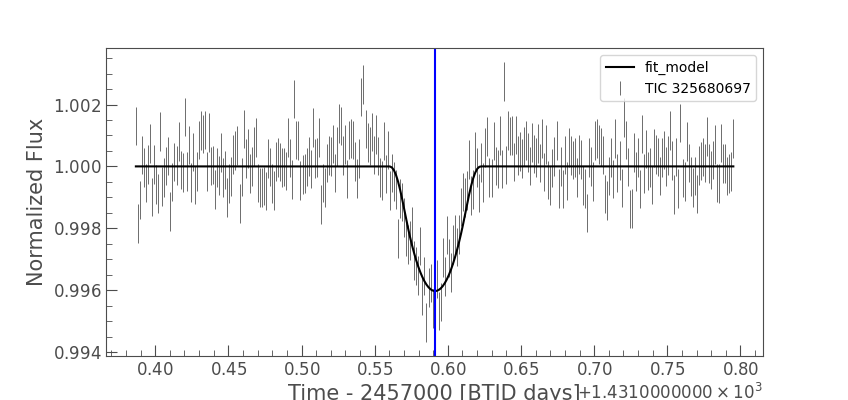 fit_model
TIC 325680697
Normalized Flux
1.002
1.000
0.998
0.996
0.994
0.40 0.45 0.50 0.55 0.60 0.65 0.70 0.75 0.80
Time - 2457000 [BTJD days]
+1.4310000000 × 10³